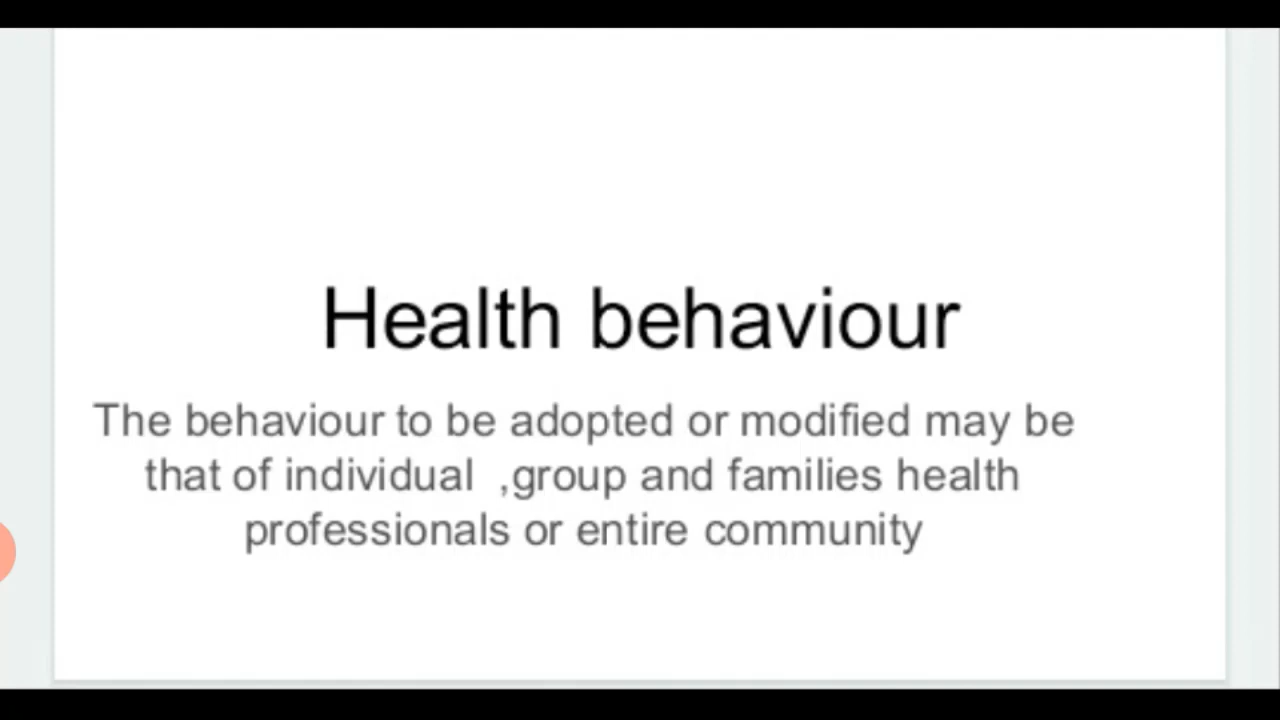 Health behaviour
The behaviour to be adopted or modified may be
that of individual  ,group and families health
professionals or entire community